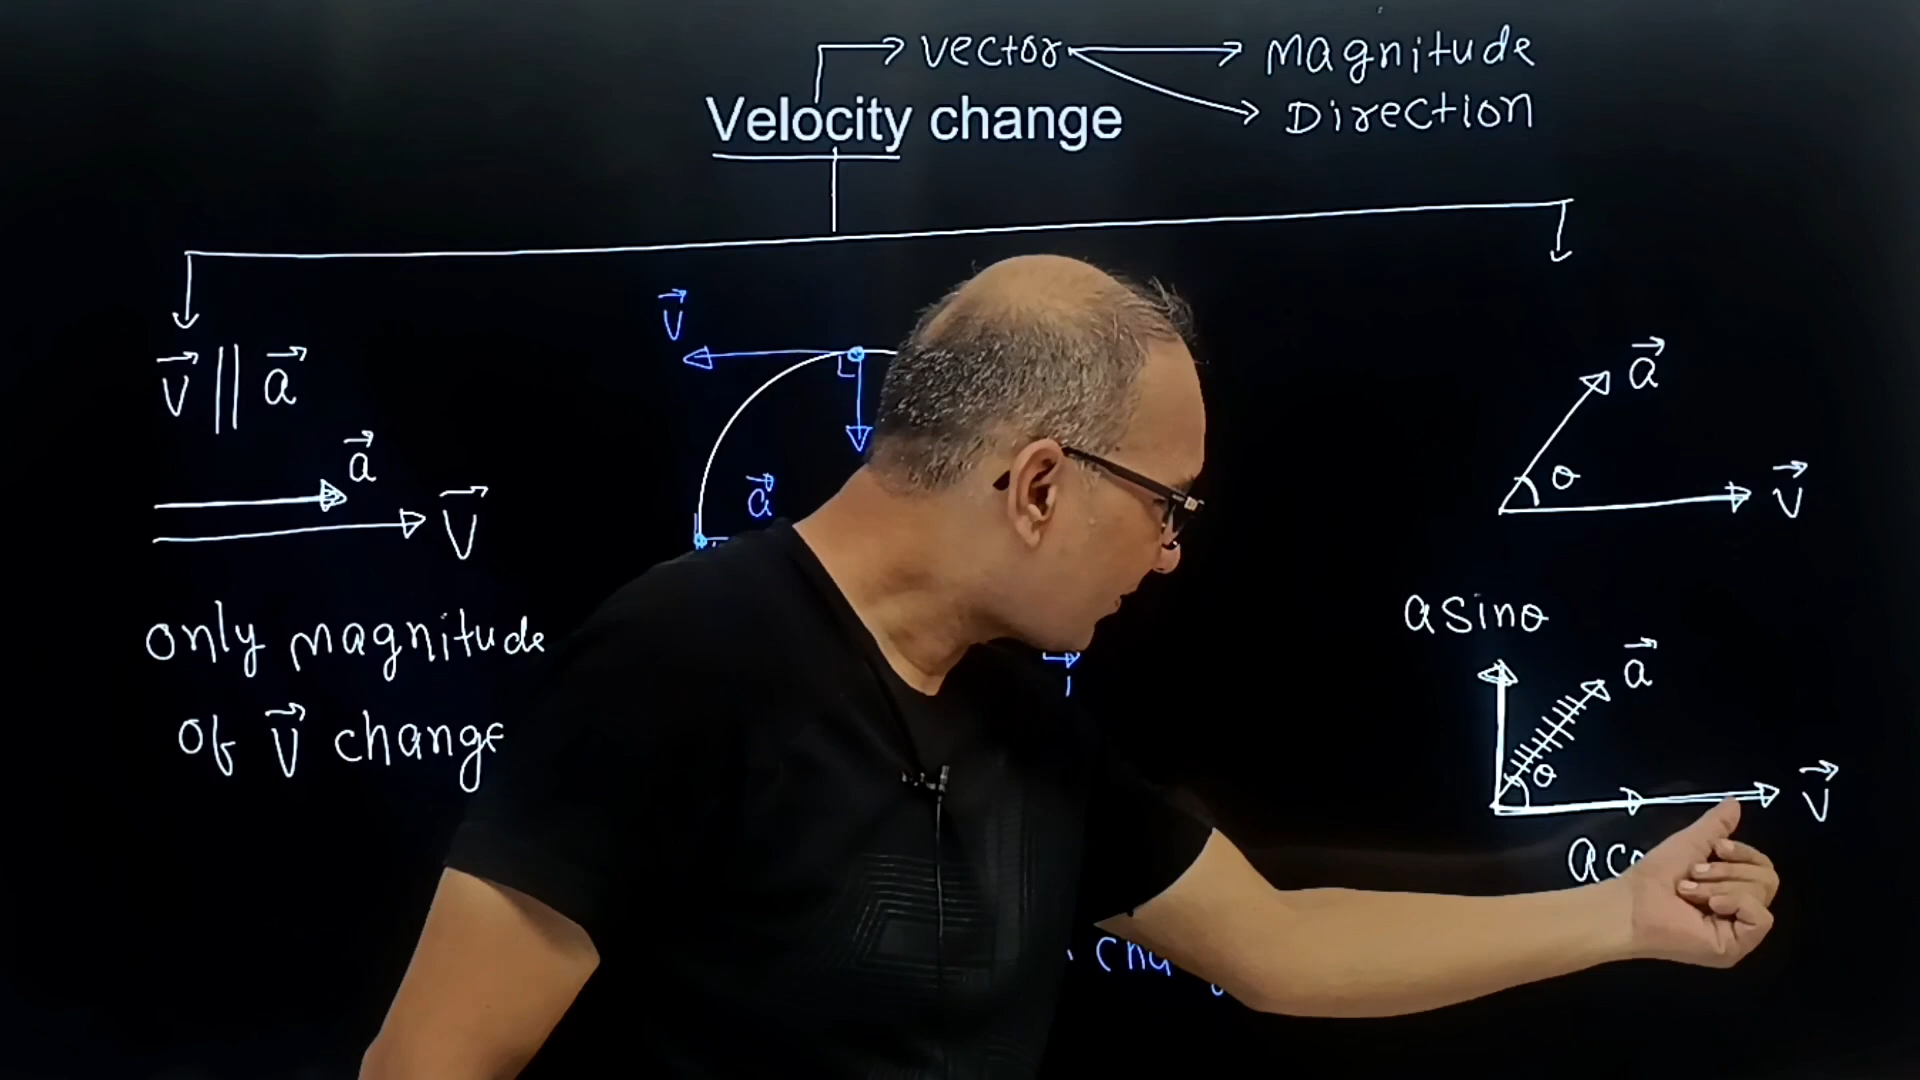 vector
Magnitude
Direction
Velocity change
V⃗
v⃗ || a⃗
a⃗
a⃗
θ
V⃗
a⃗
V⃗
a⃗
only magnitude
of V⃗ change
asinθ
a⃗
θ
V⃗